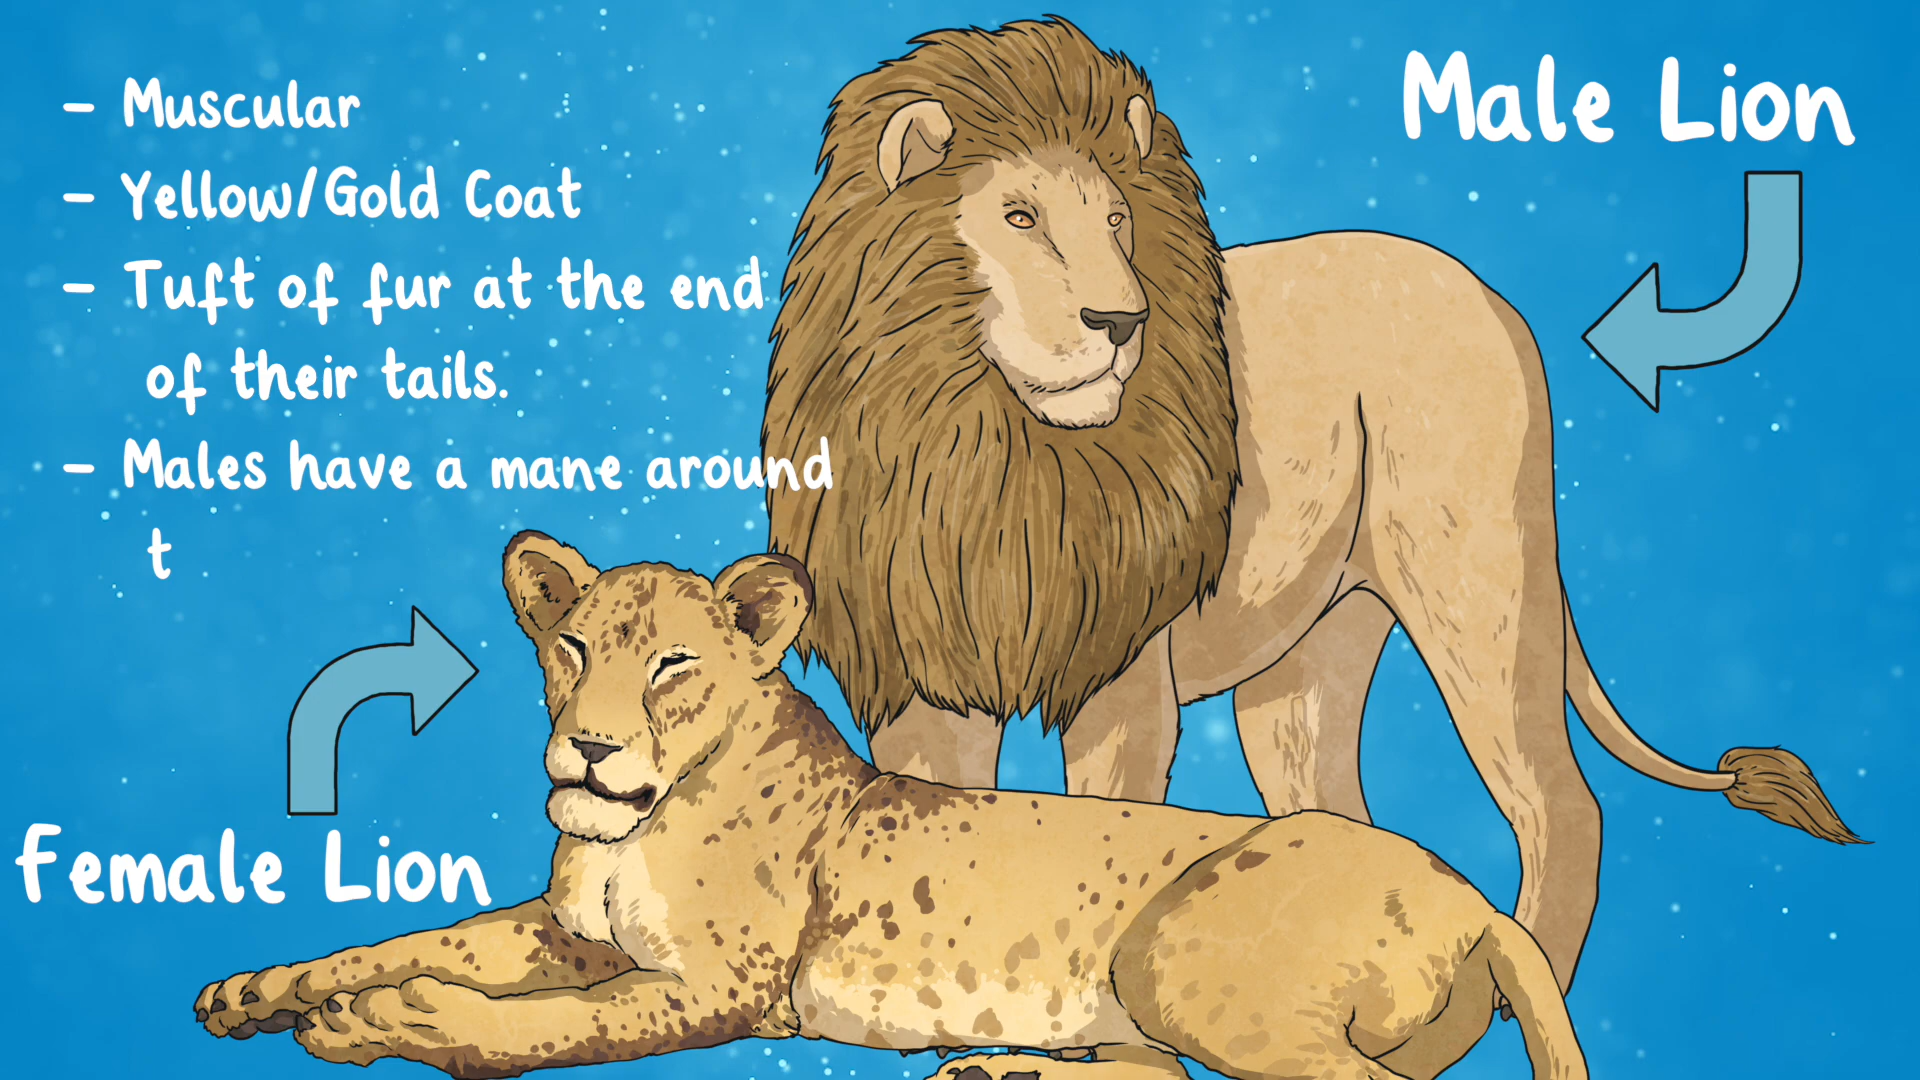 - Muscular
- Yellow/Gold Coat
- Tuft of fur at the end
of their tails.
- Males have a mane around
t
Male Lion
Female Lion